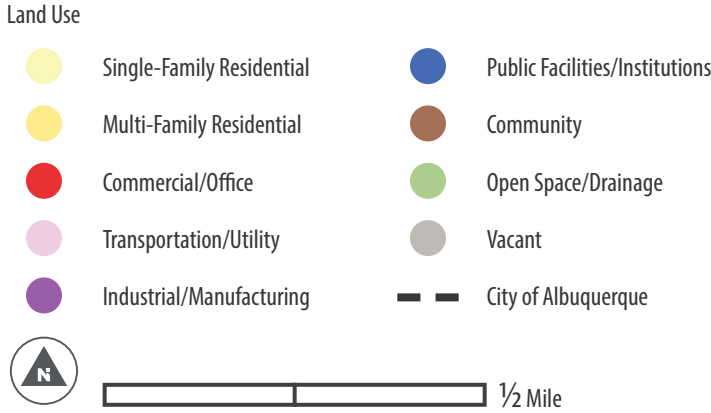 Land Use
Single-Family Residential
Multi-Family Residential
Commercial/Office
Transportation/Utility
Industrial/Manufacturing
Public Facilities/Institutions
Community
Open Space/Drainage
Vacant
City of Albuquerque
N
½ Mile